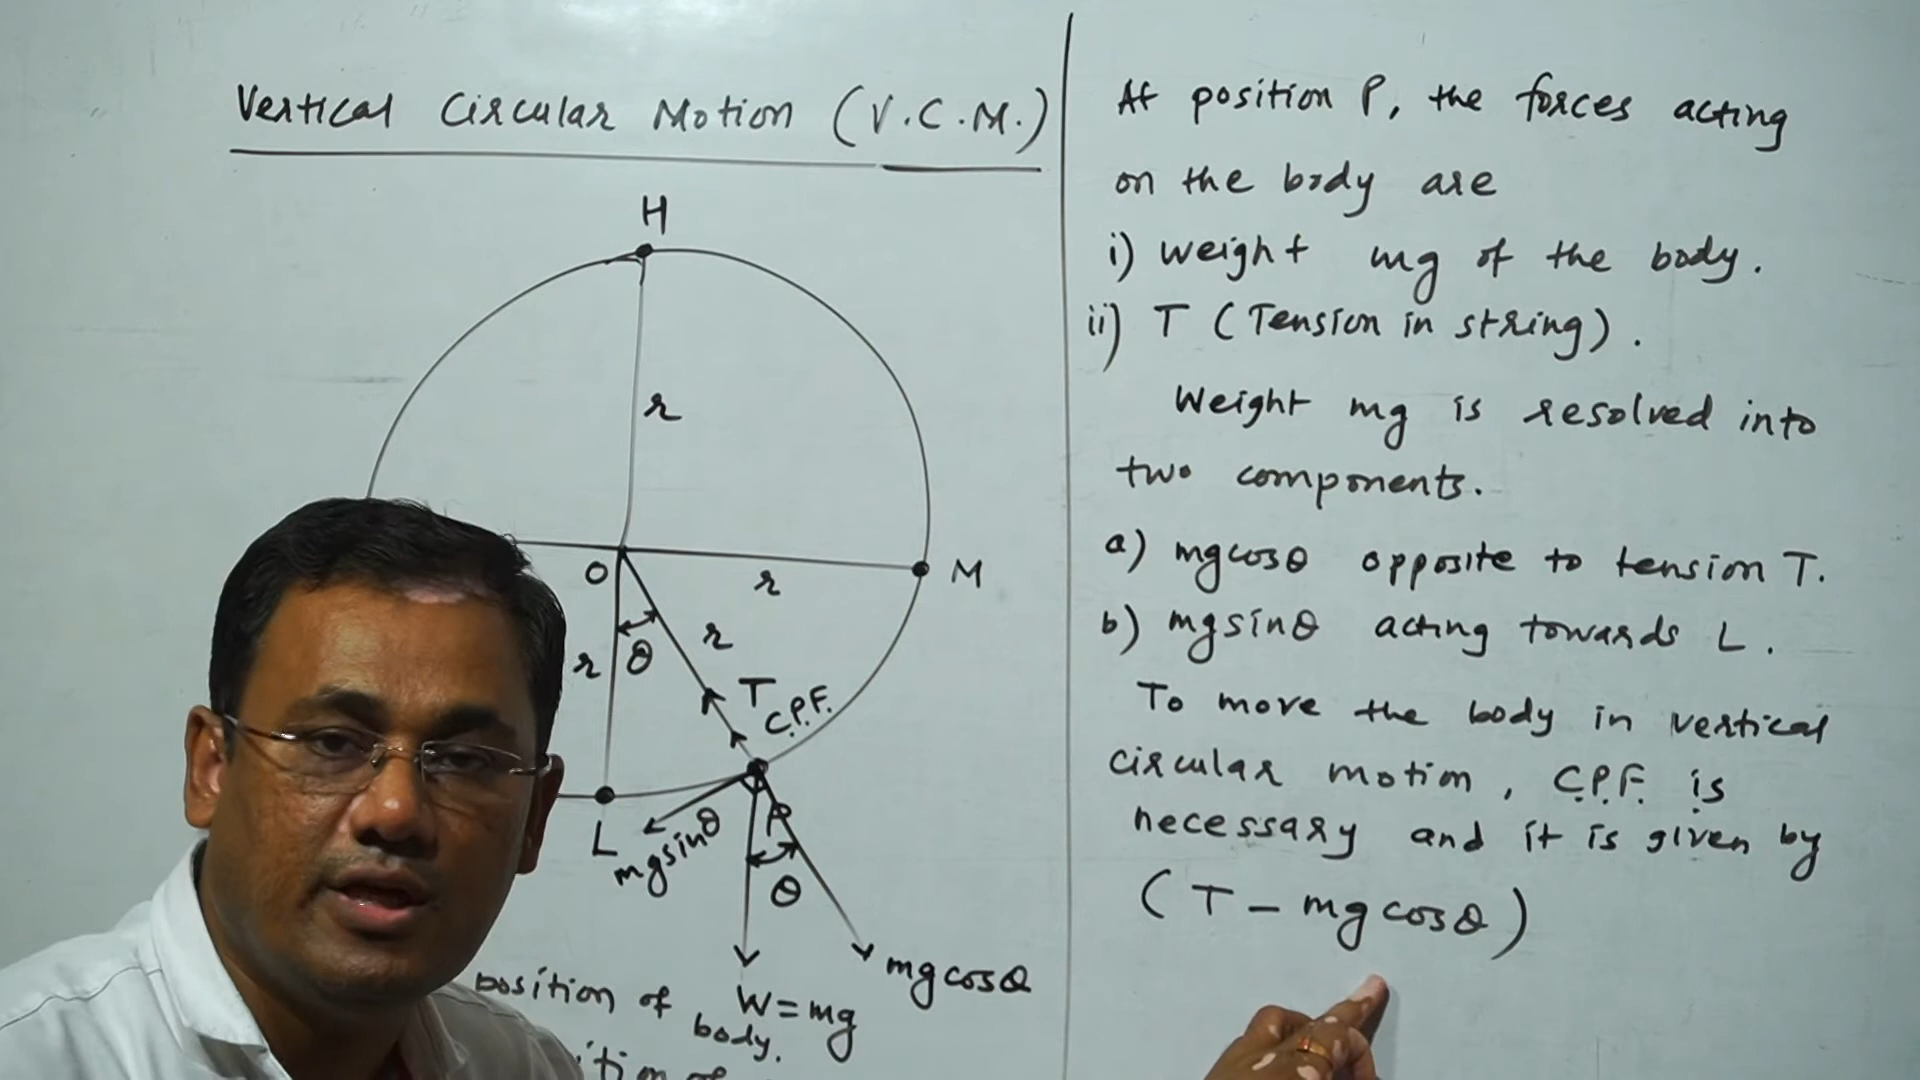 Vertical Circular Motion (V.C.M.)
H
r
O
r
M
r
θ
r
T
C.P.F.
L
mgsinθ
P
θ
mgcosθ
W=mg
position of
body.
At position P, the forces acting
on the body are
i) weight mg of the body.
ii) T (Tension in string).
Weight mg is resolved into
two components.
a) mgcosθ opposite to tension T.
b) mgsinθ acting towards L.
To move the body in vertical
circular motion, C.P.F. is
necessary and it is given by
(T - mgcosθ)